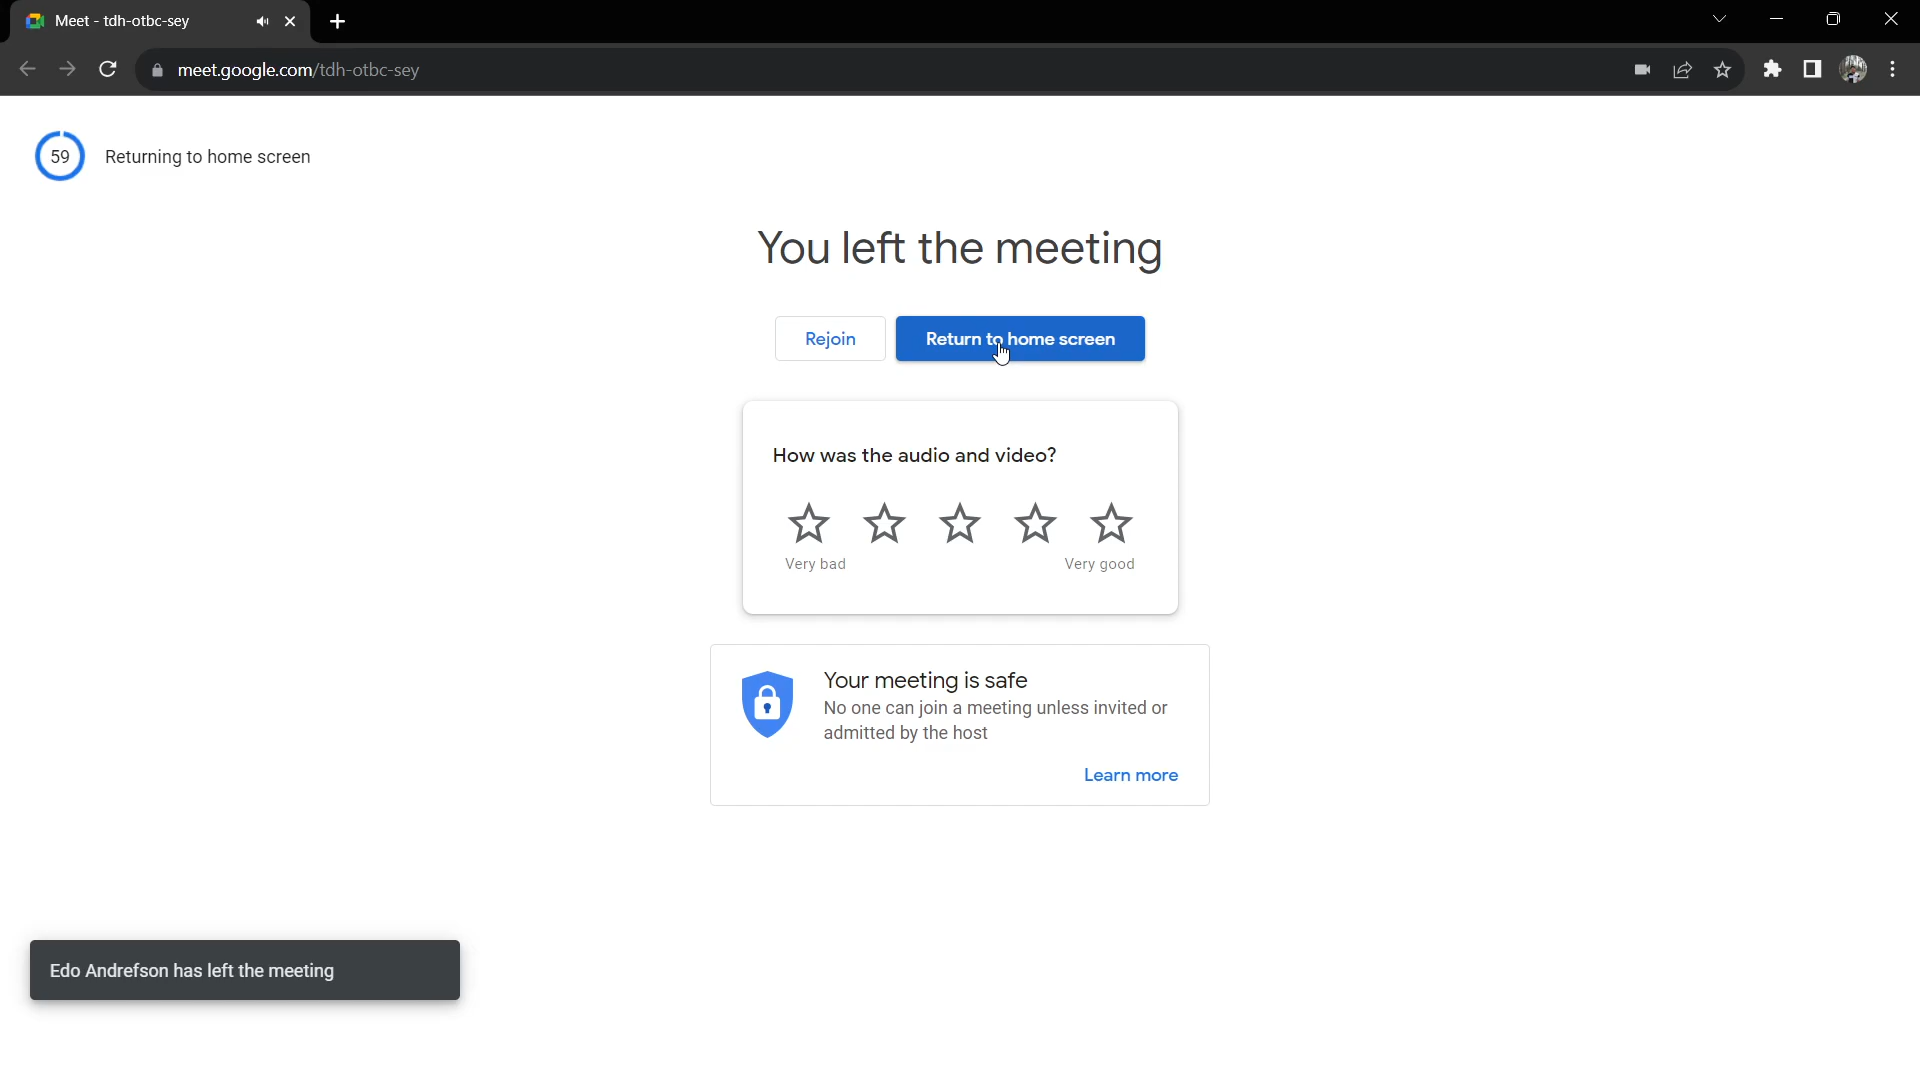 Meet - tdh-otbc-sey
meet.google.com/tdh-otbc-sey
59 Returning to home screen
You left the meeting
Rejoin Return to home screen
How was the audio and video?
Very bad Very good
Your meeting is safe
No one can join a meeting unless invited or
admitted by the host
Learn more
Edo Andrefson has left the meeting